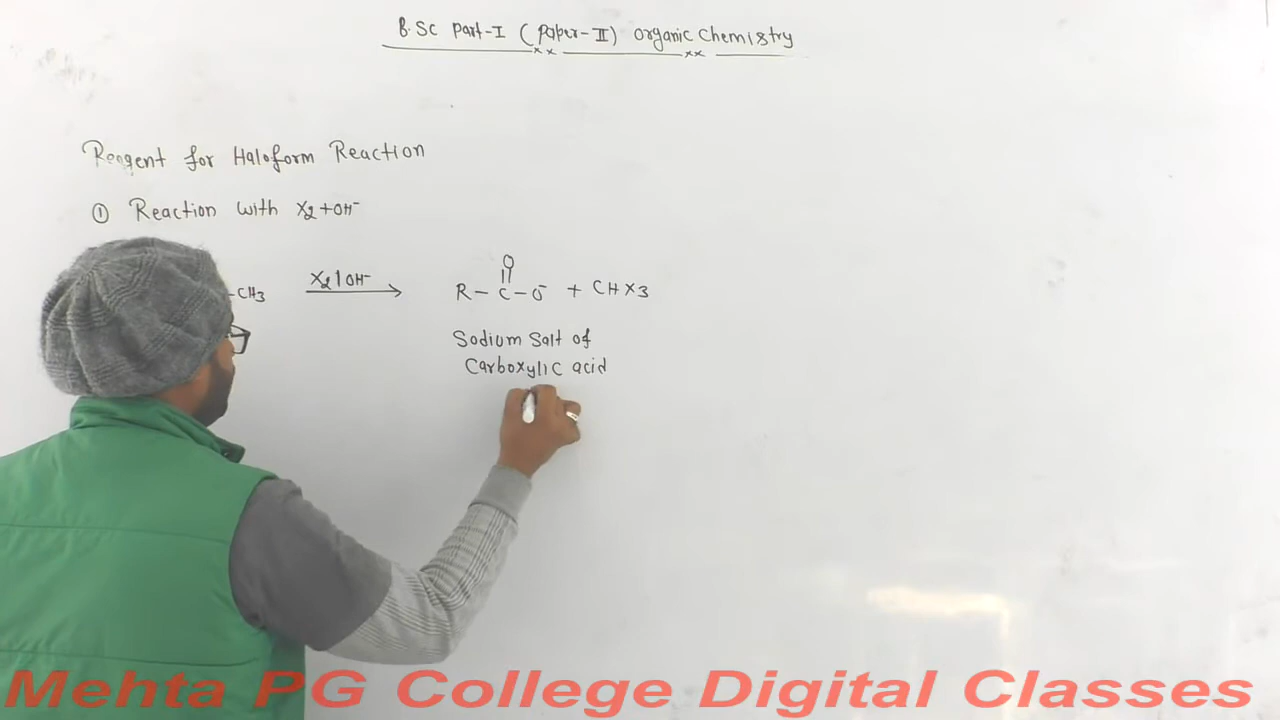 B.Sc Part-I (Paper-II) Organic Chemistry
Reagent for Haloform Reaction
① Reaction with X2+OH-
-CH3 X2|OH- → R-C-O- + CHX3
O
Sodium Salt of
Carboxylic acid
Mehta PG College Digital Classes